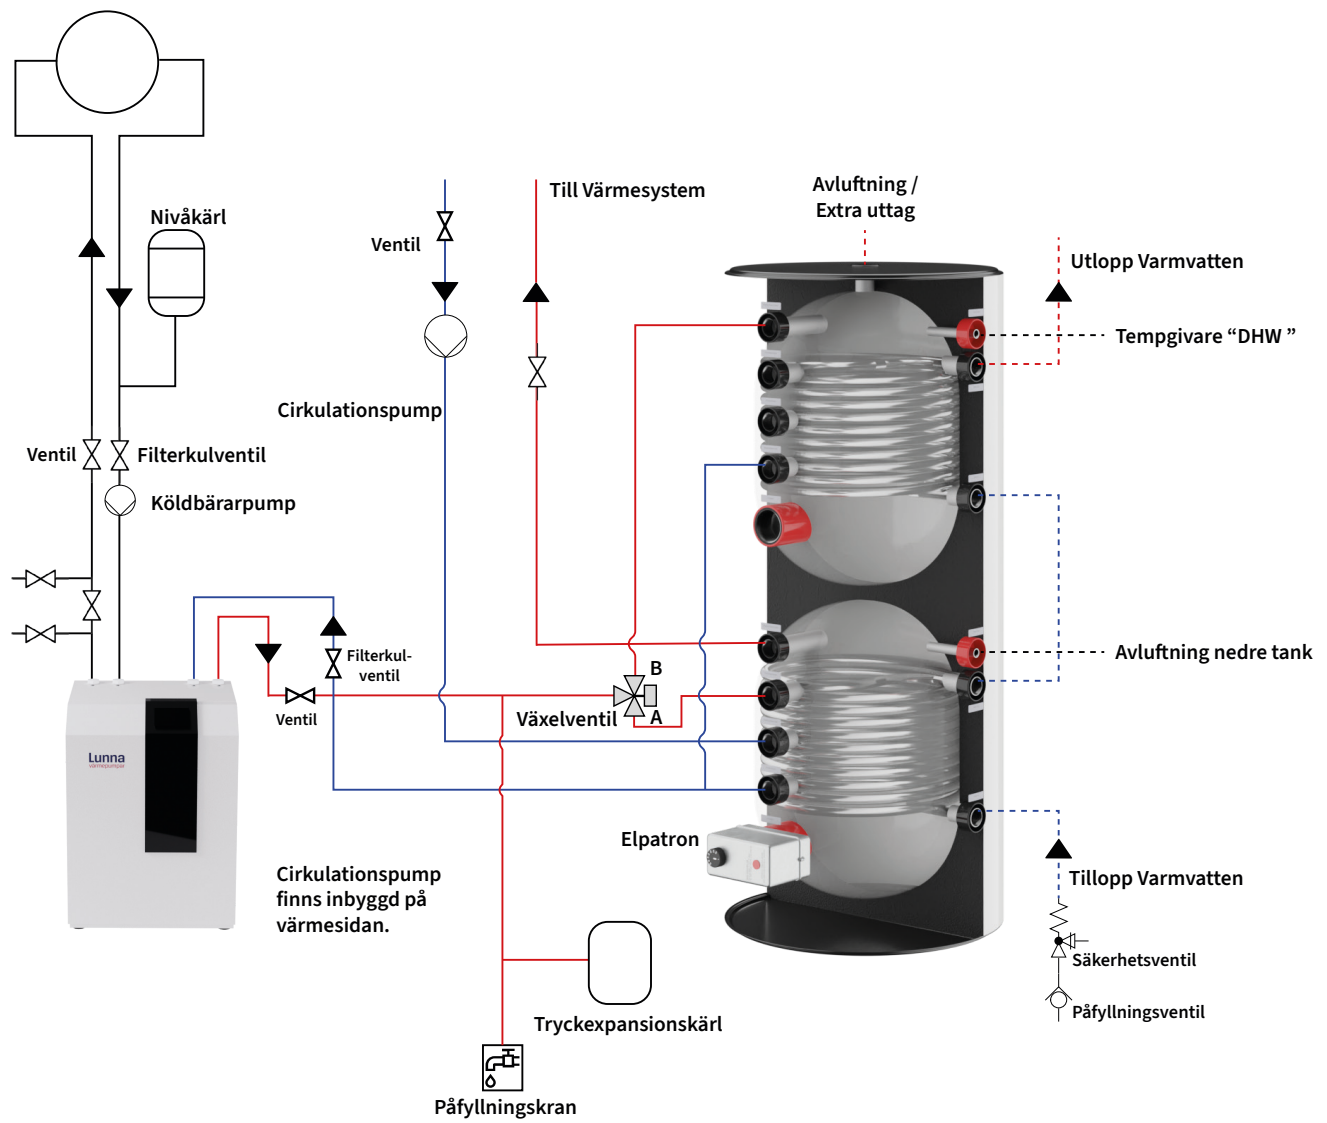 Avluftning /
Extra uttag
Till Värmesystem
Nivåkärl
Ventil
Utlopp Varmvatten
Tempgivare “DHW ”
Cirkulationspump
Ventil
Filterkulventil
Köldbärarpump
Filterkul-
ventil
Avluftning nedre tank
B
A
Ventil
Växelventil
Lunna
värmepumpar
Elpatron
Cirkulationspump
finns inbyggd på
värmesidan.
Tillopp Varmvatten
Säkerhetsventil
Påfyllningsventil
Tryckexpansionskärl
Påfyllningskran